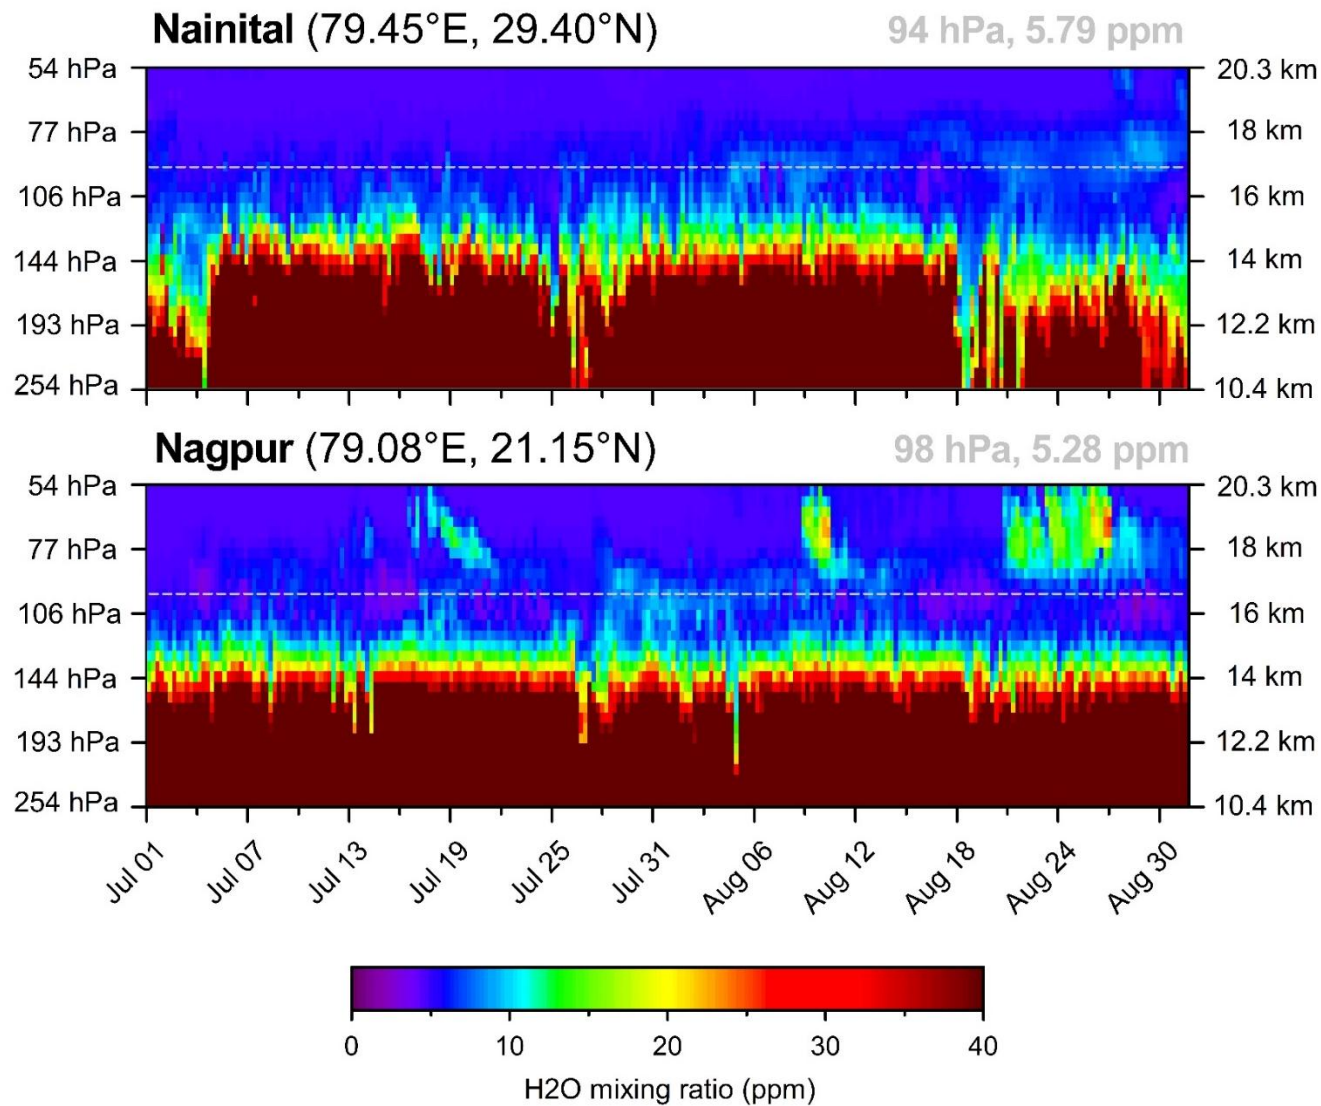 Nainital (79.45°E, 29.40°N) 94 hPa, 5.79 ppm
54 hPa 20.3 km
77 hPa 18 km
106 hPa 16 km
144 hPa 14 km
193 hPa 12.2 km
254 hPa 10.4 km
Nagpur (79.08°E, 21.15°N) 98 hPa, 5.28 ppm
54 hPa 20.3 km
77 hPa 18 km
106 hPa 16 km
144 hPa 14 km
193 hPa 12.2 km
254 hPa 10.4 km
Jul 01 Jul 07 Jul 13 Jul 19 Jul 25 Jul 31 Aug 06 Aug 12 Aug 18 Aug 24 Aug 30
0 10 20 30 40
H2O mixing ratio (ppm)